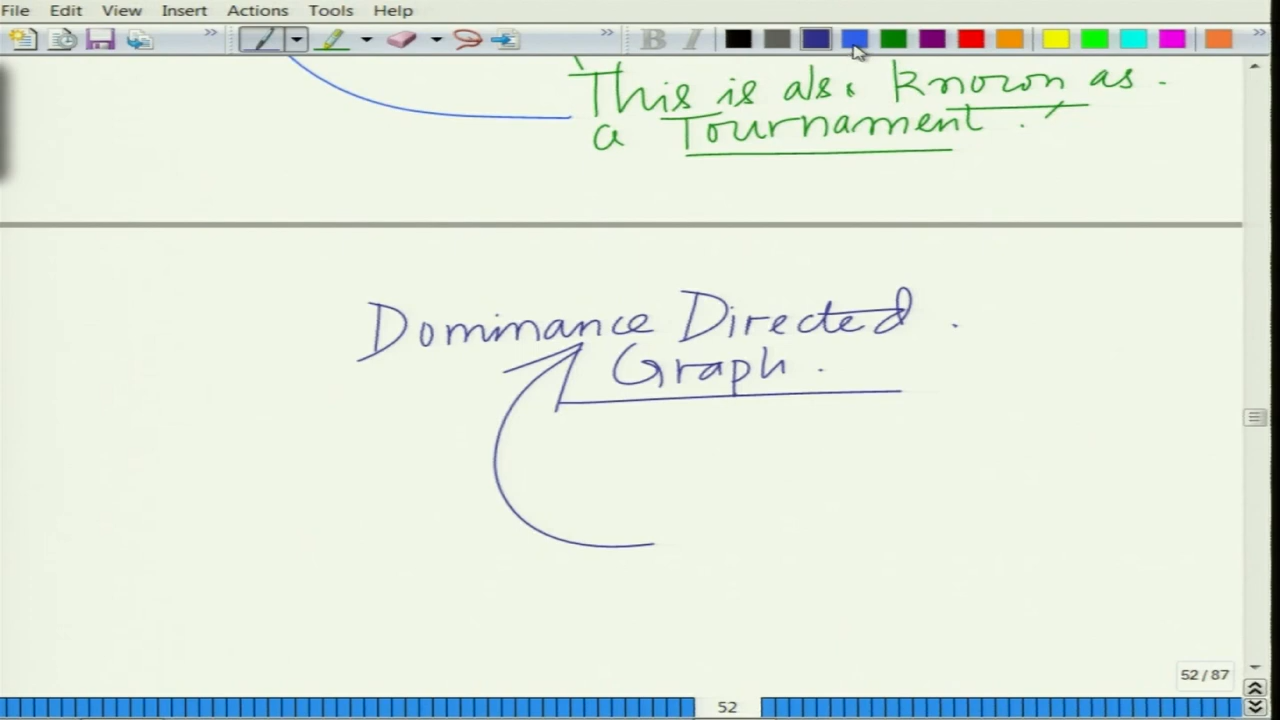 File Edit View Insert Actions Tools Help
B I
This is also known as
a Tournament.
Dominance Directed.
Graph.
52 / 87
52